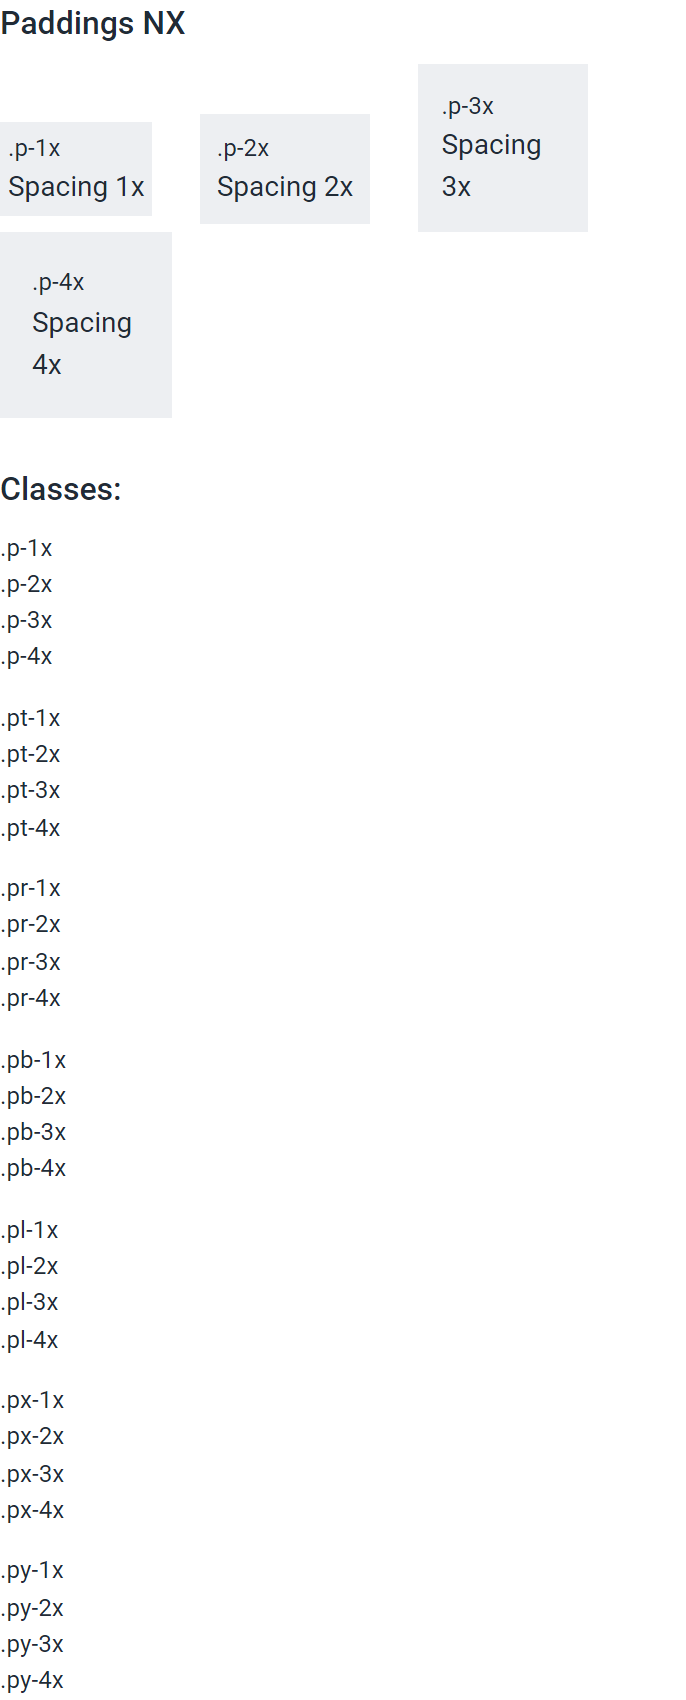 Paddings NX
.p-1x
Spacing 1x
.p-2x
Spacing 2x
.p-3x
Spacing
3x
.p-4x
Spacing
4x
Classes:
.p-1x
.p-2x
.p-3x
.p-4x
.pt-1x
.pt-2x
.pt-3x
.pt-4x
.pr-1x
.pr-2x
.pr-3x
.pr-4x
.pb-1x
.pb-2x
.pb-3x
.pb-4x
.pl-1x
.pl-2x
.pl-3x
.pl-4x
.px-1x
.px-2x
.px-3x
.px-4x
.py-1x
.py-2x
.py-3x
.py-4x